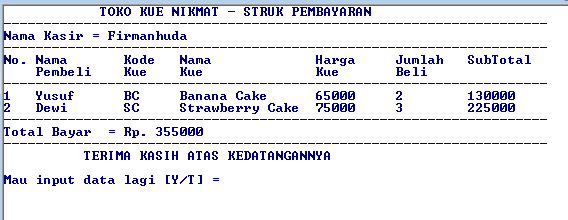 TOKO KUE NIKMAT - STRUK PEMBAYARAN
Nama Kasir = Firmanhuda
No. Nama Kode Nama Harga Jumlah SubTotal
Pembeli Kue Kue Kue Beli
1 Yusuf BC Banana Cake 65000 2 130000
2 Dewi SC Strawberry Cake 75000 3 225000
Total Bayar = Rp. 355000
TERIMA KASIH ATAS KEDATANGANNYA
Mau input data lagi [Y/T] =